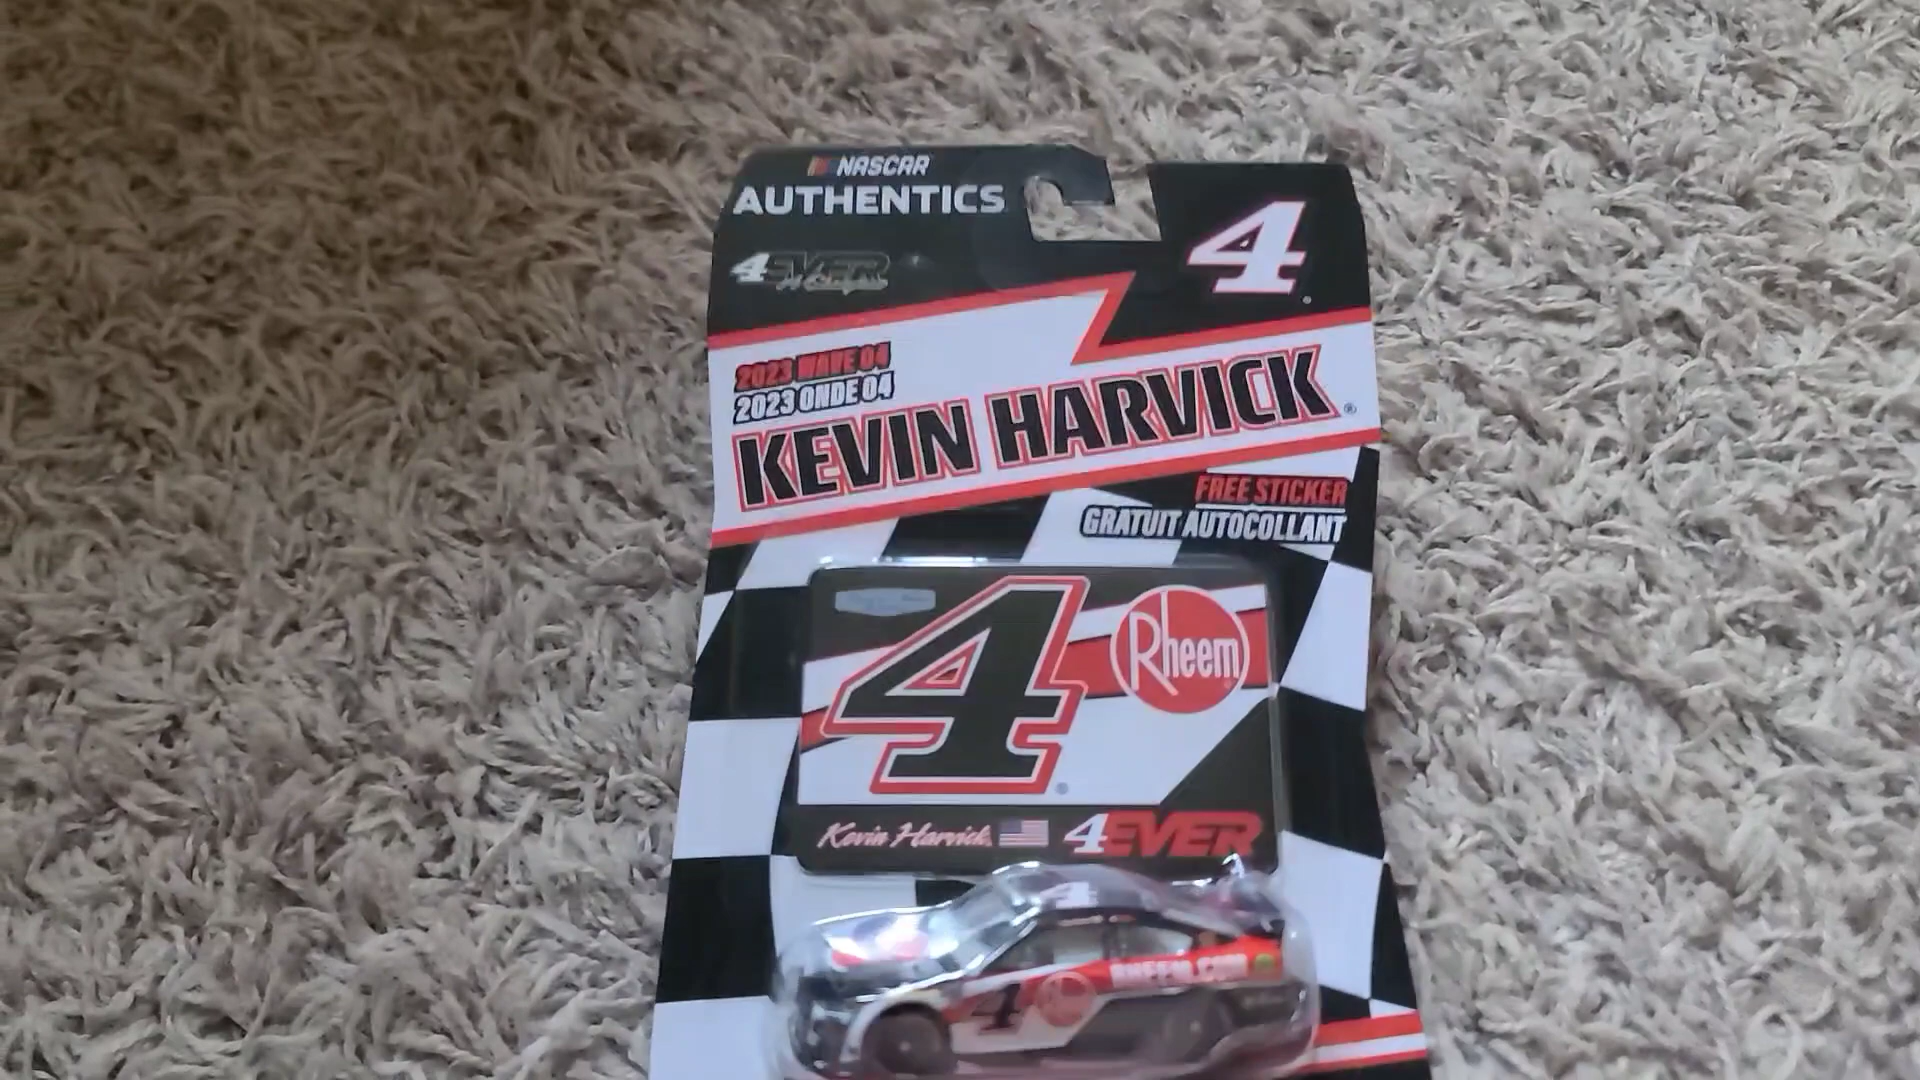 NASCAR
AUTHENTICS
4EVER
4
2023 WAVE 04
2023 ONDE 04
KEVIN HARVICK®
FREE STICKER
GRATUIT AUTOCOLLANT
4
Rheem
Kevin Harvick
4EVER
4
4
Rheem
RHEEM.COM